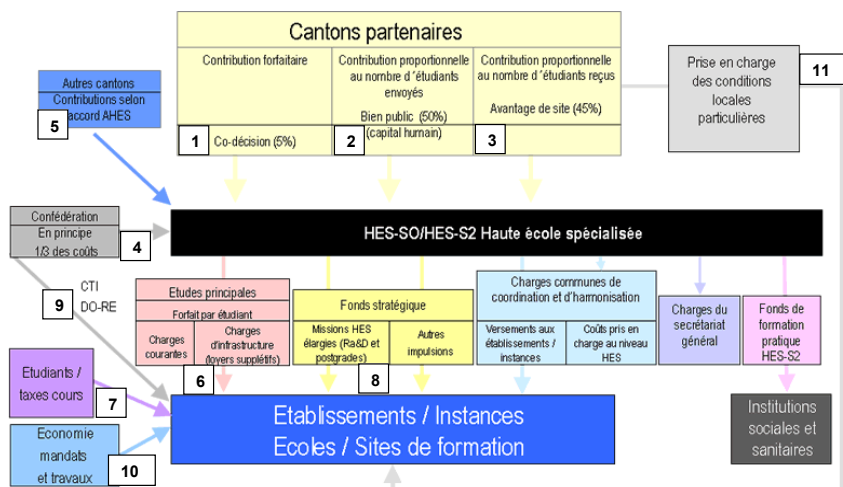 Cantons partenaires
Contribution forfaitaire
Contribution proportionnelle
au nombre d 'étudiants
envoyés
Bien public (50%)
(capital humain)
Contribution proportionnelle
au nombre d 'étudiants reçus
Avantage de site (45%)
1
Co-décision (5%)
2
3
Prise en charge
des conditions
locales
particulières
11
Autres cantons
Contributions selon
accord AHES
5
Confédération
En principe
1/3 des coûts
4
HES-SO/HES-S2 Haute école spécialisée
9
CTI
DO-RE
Etudes principales
Forfait par étudiant
Charges
courantes
Charges
d'infrastructure
(loyers supplétifs)
6
Fonds stratégique
Missions HES
élargies (Ra&D et
postgrades)
Autres
impulsions
8
Charges communes de
coordination et d'harmonisation
Versements aux
établissements /
instances
Coûts pris en
charge au niveau
HES
Charges du
secrétariat
général
Fonds de
formation
pratique
HES-S2
Etudiants /
taxes cours
7
Economie
mandats
et travaux
10
Etablissements / Instances
Ecoles / Sites de formation
Institutions
sociales et
sanitaires